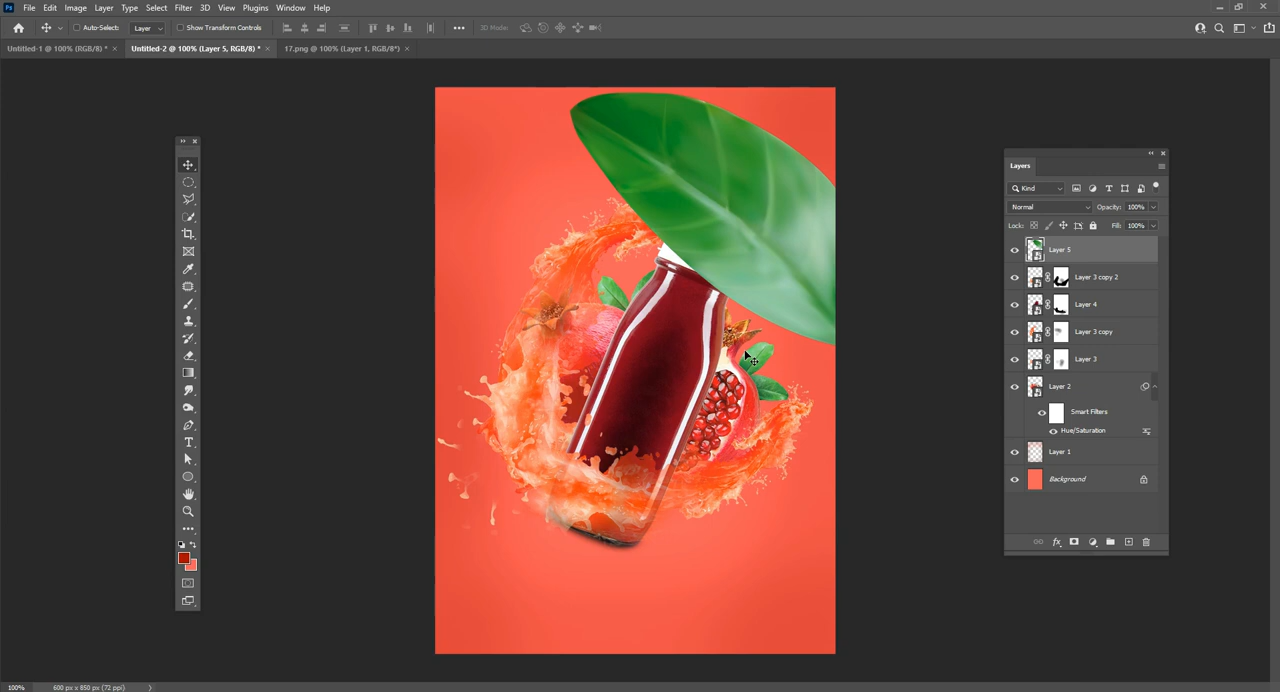 Ps File Edit Image Layer Type Select Filter 3D View Plugins Window Help
Auto-Select: Layer Show Transform Controls 3D Mode:
Untitled-1 @ 100% (RGB/8) * × Untitled-2 @ 100% (Layer 5, RGB/8) * × 17.png @ 100% (Layer 1, RGB/8*) ×
Layers
Kind
Normal Opacity: 100%
Lock: Fill: 100%
Layer 5
Layer 3 copy 2
Layer 4
Layer 3 copy
Layer 3
Layer 2
Smart Filters
Hue/Saturation
Layer 1
Background
100% 600 px x 850 px (72 ppi)